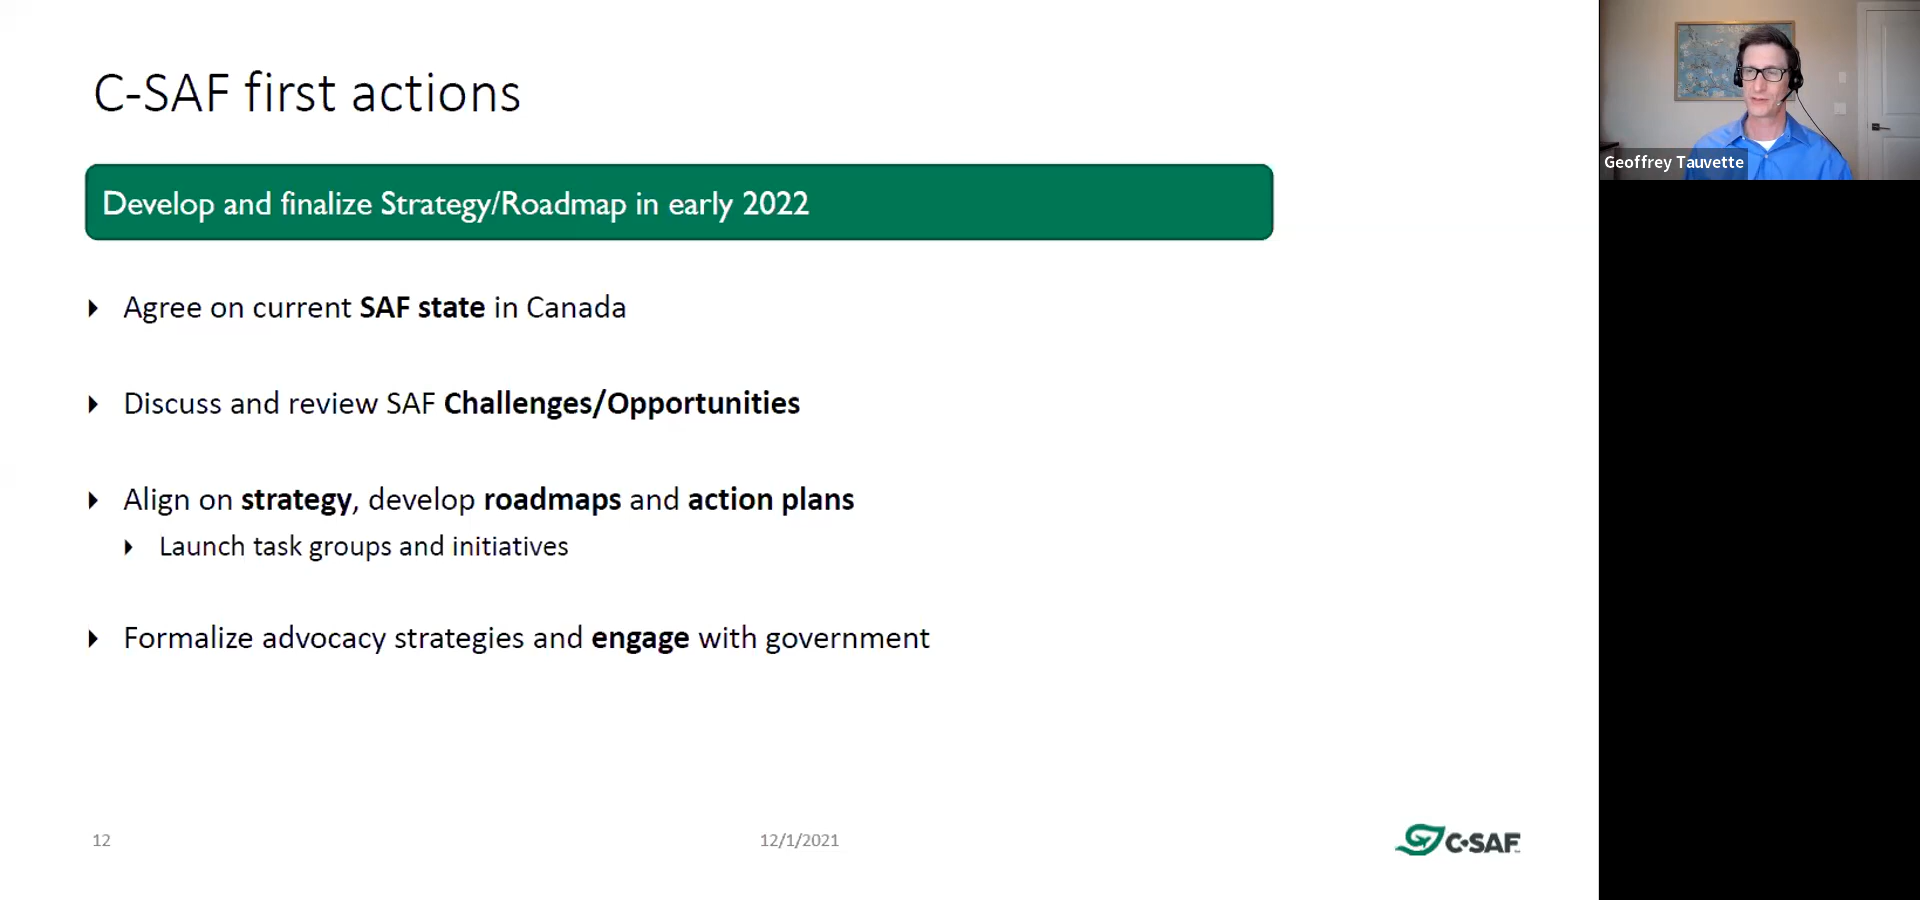 C-SAF first actions
Develop and finalize Strategy/Roadmap in early 2022
Agree on current SAF state in Canada
Discuss and review SAF Challenges/Opportunities
Align on strategy, develop roadmaps and action plans
Launch task groups and initiatives
Formalize advocacy strategies and engage with government
12
12/1/2021
C·SAF
Geoffrey Tauvette